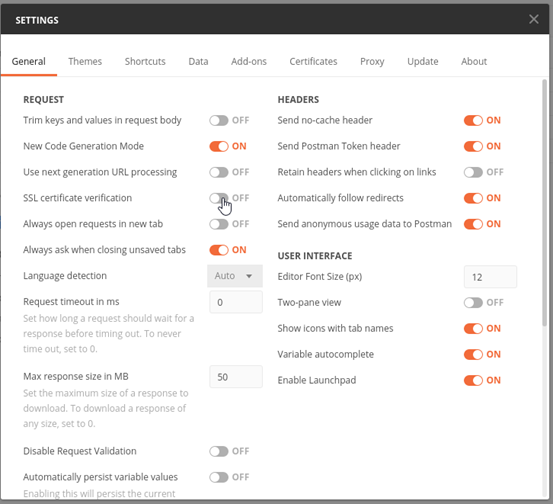 SETTINGS
General Themes Shortcuts Data Add-ons Certificates Proxy Update About
REQUEST
Trim keys and values in request body OFF
New Code Generation Mode ON
Use next generation URL processing OFF
SSL certificate verification OFF
Always open requests in new tab OFF
Always ask when closing unsaved tabs ON
Language detection Auto
Request timeout in ms 0
Set how long a request should wait for a
response before timing out. To never
time out, set to 0.
Max response size in MB 50
Set the maximum size of a response to
download. To download a response of
any size, set to 0.
Disable Request Validation OFF
Automatically persist variable values OFF
Enabling this will persist the current
HEADERS
Send no-cache header ON
Send Postman Token header ON
Retain headers when clicking on links OFF
Automatically follow redirects ON
Send anonymous usage data to Postman ON
USER INTERFACE
Editor Font Size (px) 12
Two-pane view OFF
Show icons with tab names ON
Variable autocomplete ON
Enable Launchpad ON